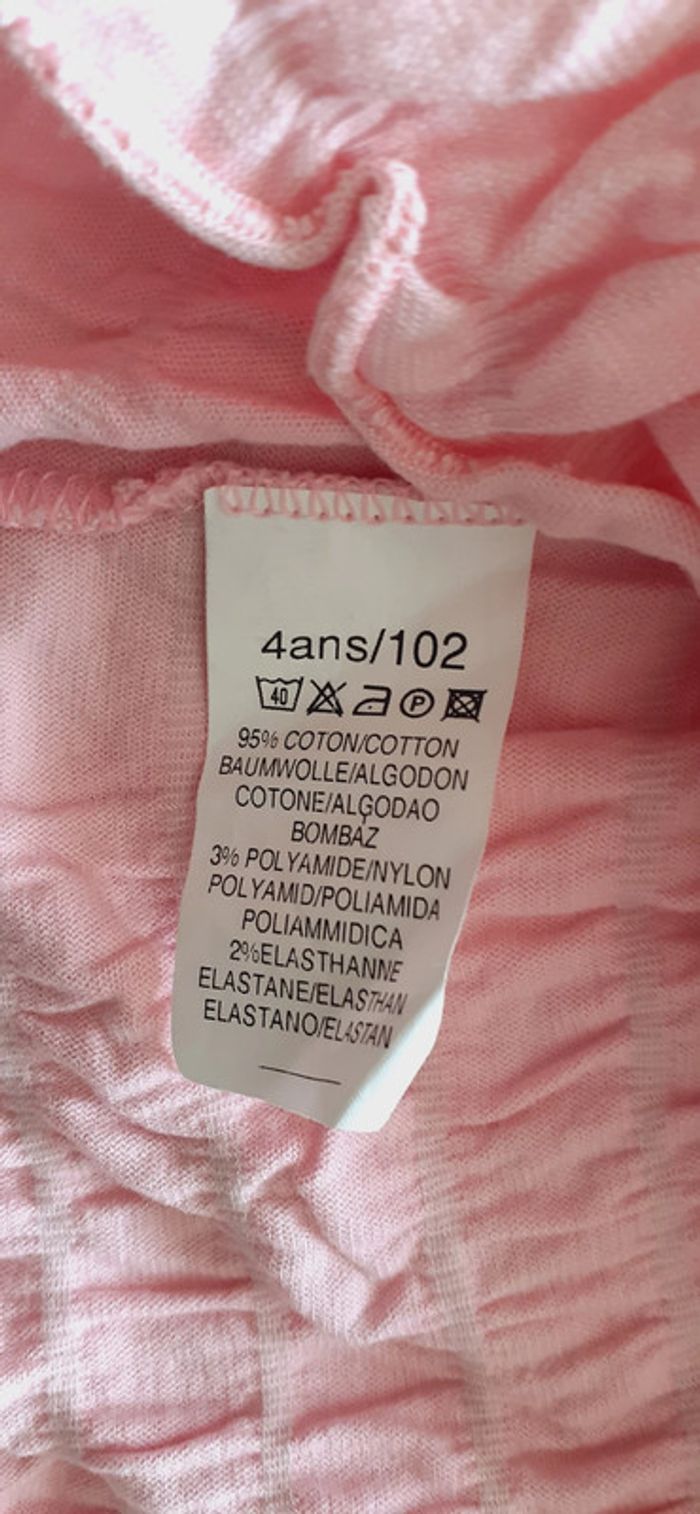 4ans/102
40 P
95% COTON/COTTON
BAUMWOLLE/ALGODON
COTONE/ALGODAO
BOMBAZ
3% POLYAMIDE/NYLON
POLYAMID/POLIAMIDA
POLIAMMIDICA
2%ELASTHANNE
ELASTANE/ELASTHAN
ELASTANO/ELASTAN